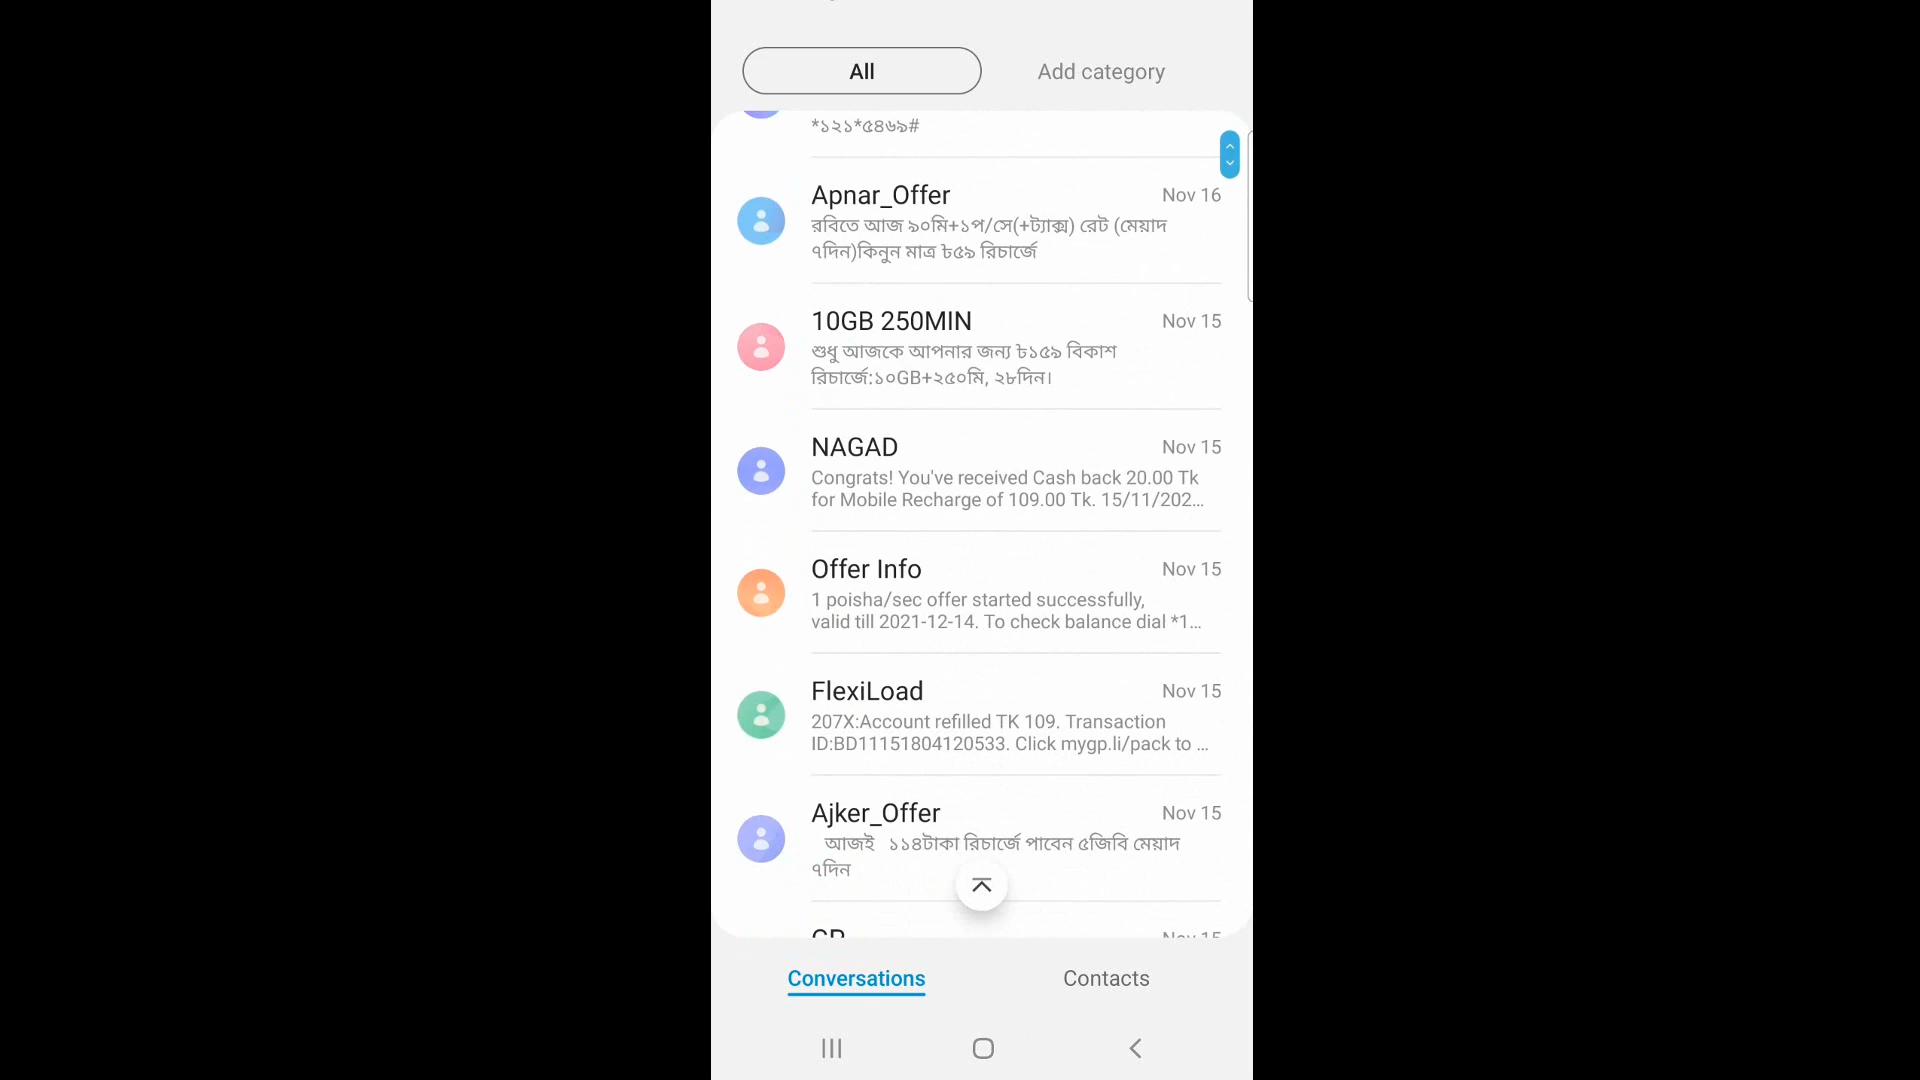 All
Add category
*১২১*৫৪৬৯#
Apnar_Offer
Nov 16
রবিতে আজ ৯০মি+১প/সে(+ট্যাক্স) রেট (মেয়াদ
৭দিন)কিনুন মাত্র ৳৫৯ রিচার্জে
10GB 250MIN
Nov 15
শুধু আজকে আপনার জন্য ৳১৫৯ বিকাশ
রিচার্জে:১০GB+২৫০মি, ২৮দিন।
NAGAD
Nov 15
Congrats! You've received Cash back 20.00 Tk
for Mobile Recharge of 109.00 Tk. 15/11/202...
Offer Info
Nov 15
1 poisha/sec offer started successfully,
valid till 2021-12-14. To check balance dial *1...
FlexiLoad
Nov 15
207X:Account refilled TK 109. Transaction
ID:BD11151804120533. Click mygp.li/pack to ...
Ajker_Offer
Nov 15
আজই ১১৪টাকা রিচার্জে পাবেন ৫জিবি মেয়াদ
৭দিন
Nov 15
Conversations
Contacts